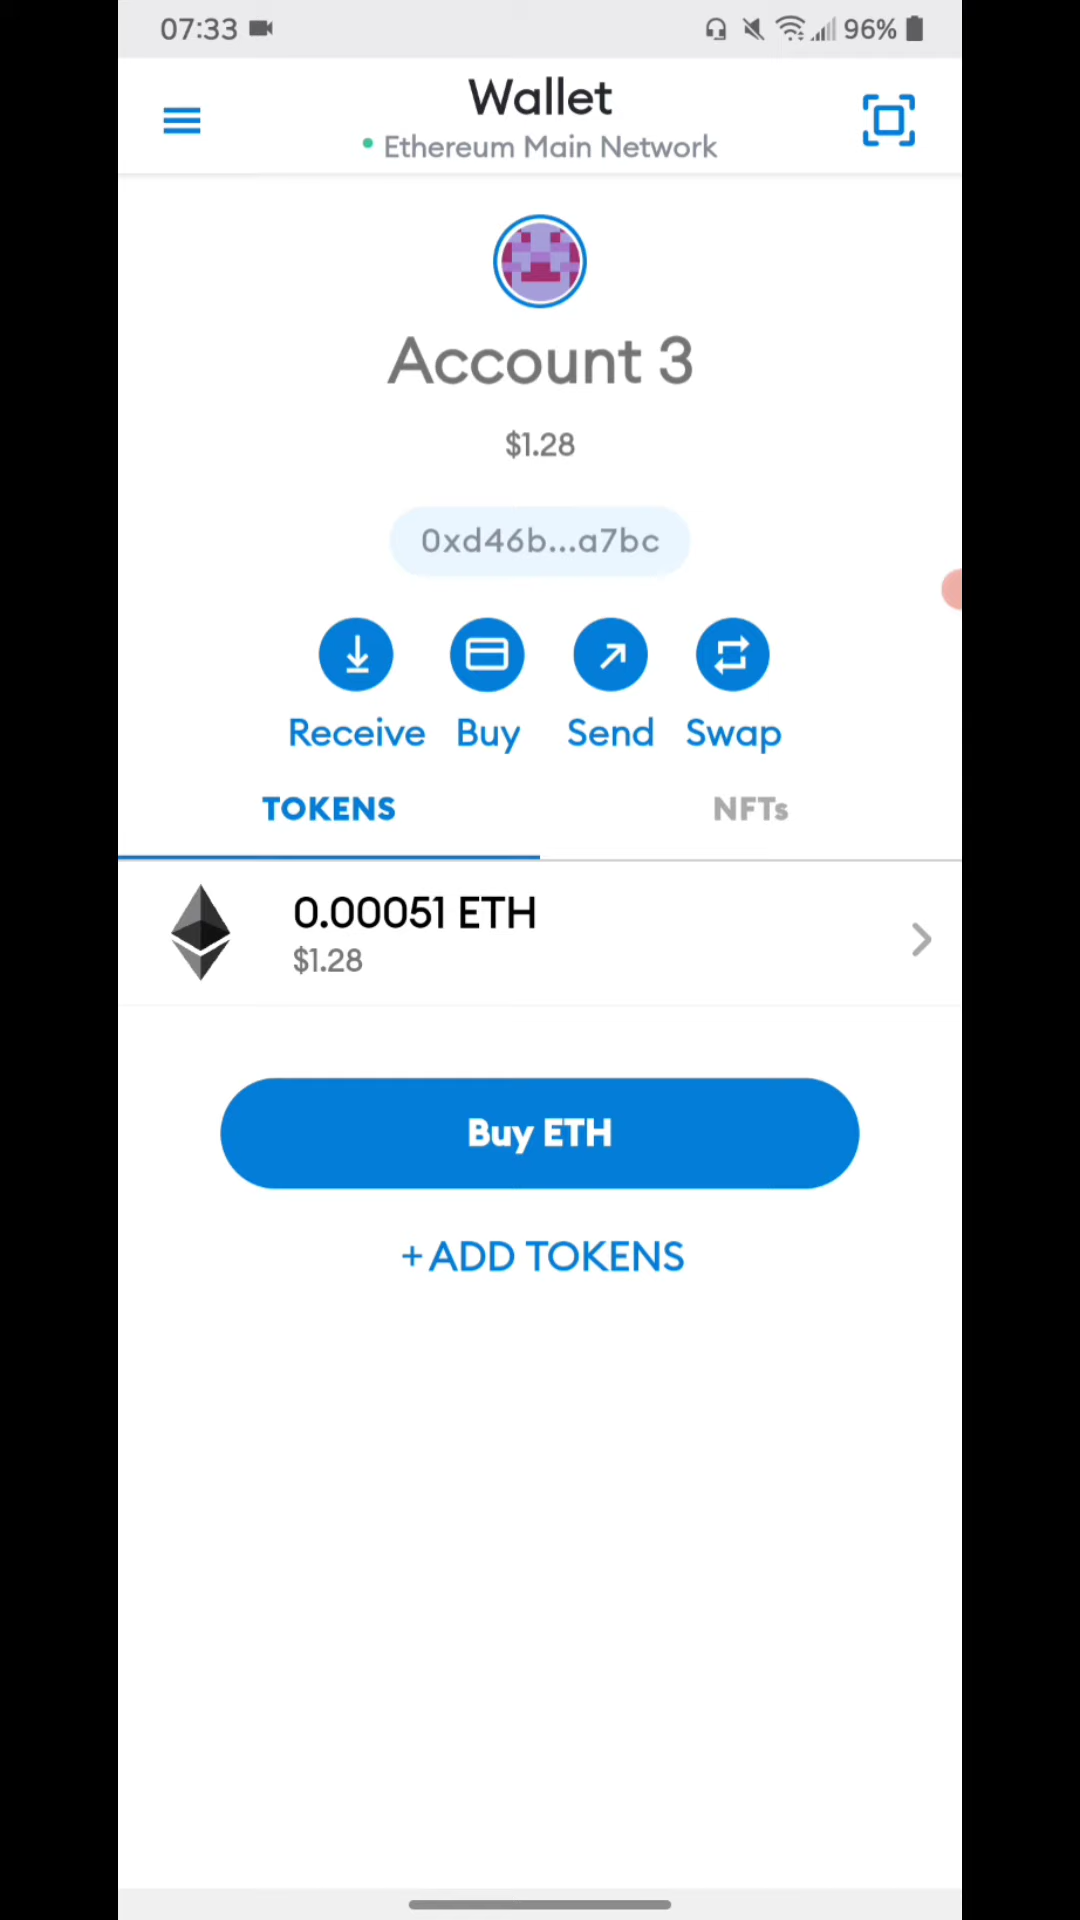 07:33 96%
Wallet
Ethereum Main Network
Account 3
$1.28
0xd46b...a7bc
Receive Buy Send Swap
TOKENS NFTs
0.00051 ETH
$1.28
Buy ETH
+ADD TOKENS